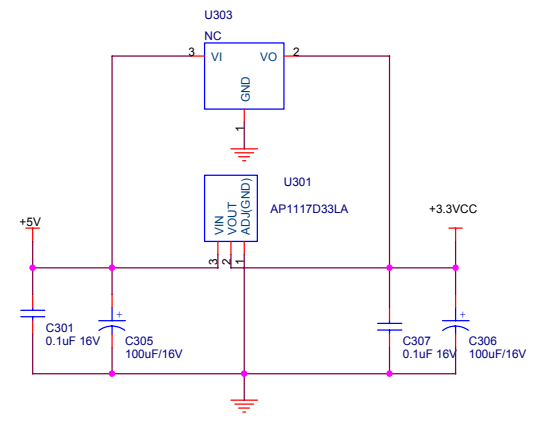 U303
NC
3
VI
VO
2
GND
1
U301
AP1117D33LA
VIN
VOUT
ADJ(GND)
3
2
1
+5V
+3.3VCC
C301
0.1uF 16V
+
C305
100uF/16V
C307
0.1uF 16V
+
C306
100uF/16V